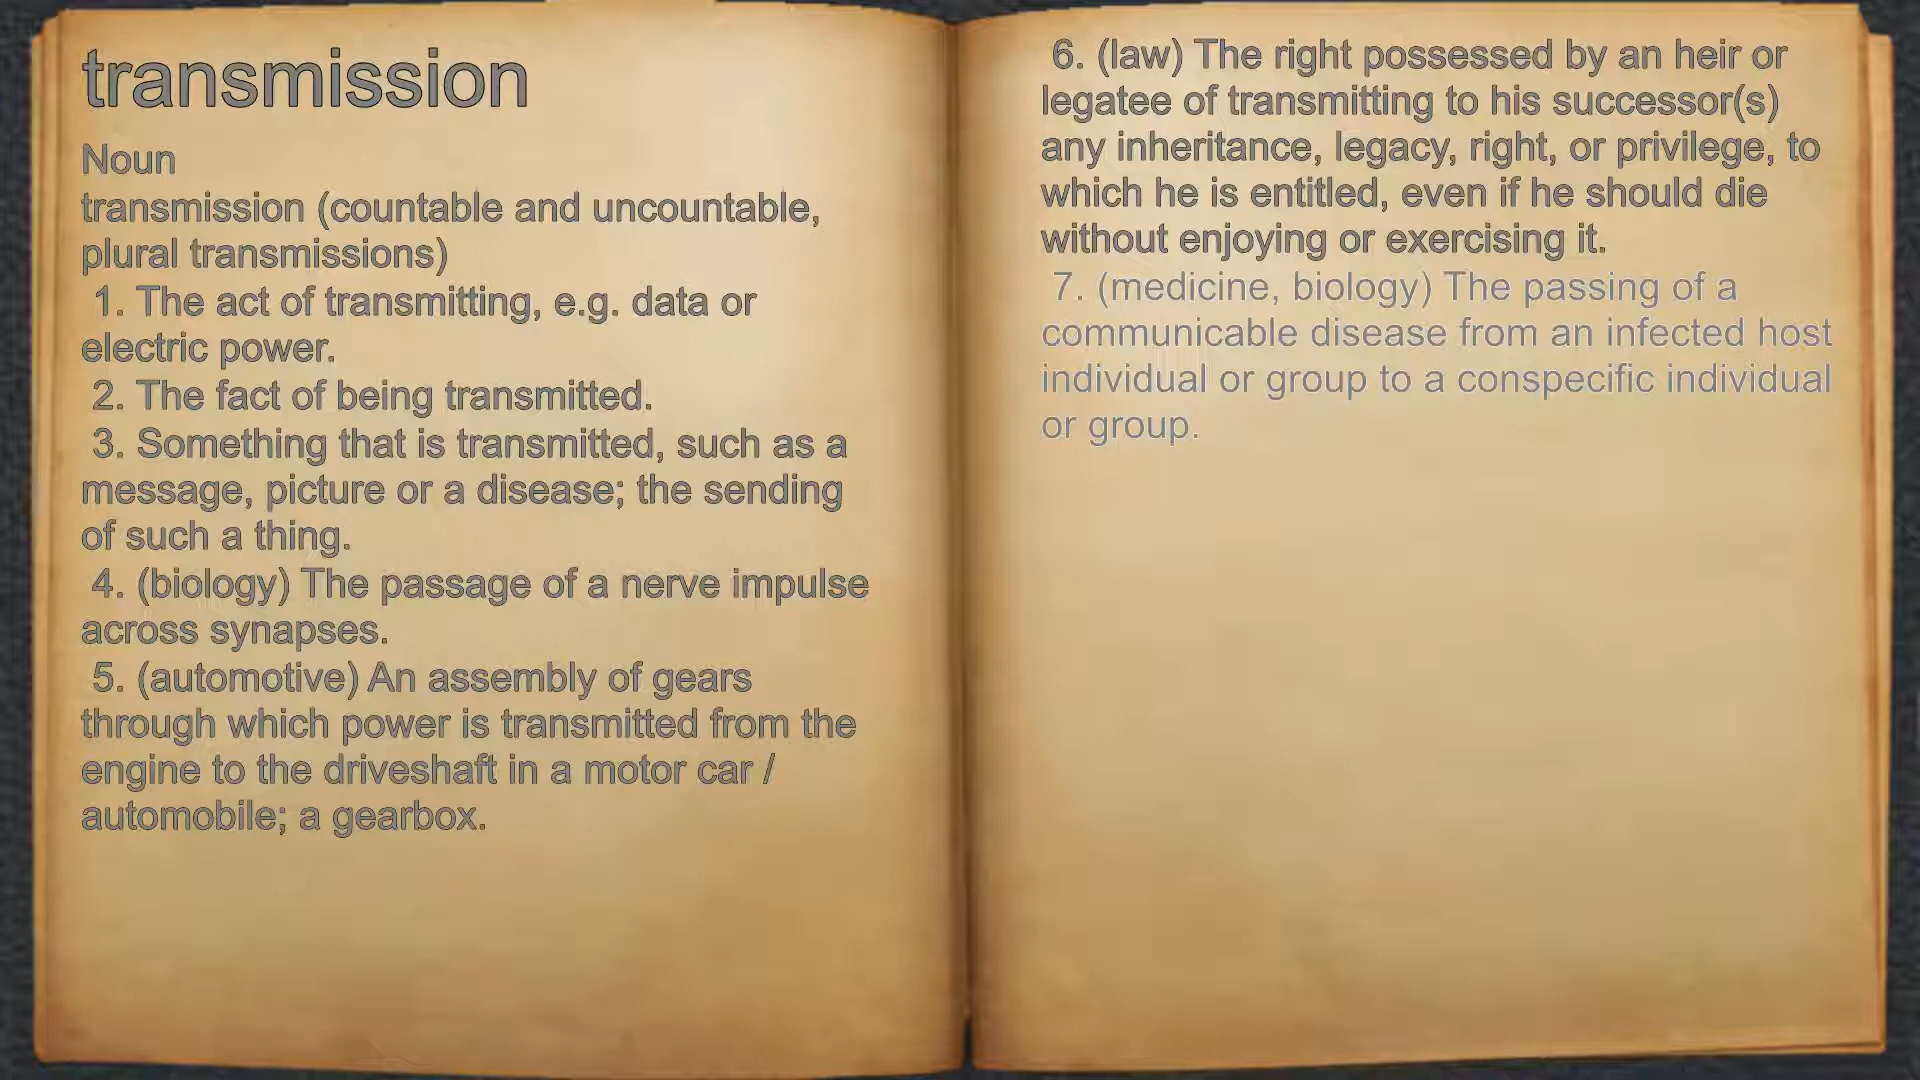 transmission
Noun
transmission (countable and uncountable,
plural transmissions)
1. The act of transmitting, e.g. data or
electric power.
2. The fact of being transmitted.
3. Something that is transmitted, such as a
message, picture or a disease; the sending
of such a thing.
4. (biology) The passage of a nerve impulse
across synapses.
5. (automotive) An assembly of gears
through which power is transmitted from the
engine to the driveshaft in a motor car /
automobile; a gearbox.
6. (law) The right possessed by an heir or
legatee of transmitting to his successor(s)
any inheritance, legacy, right, or privilege, to
which he is entitled, even if he should die
without enjoying or exercising it.
7. (medicine, biology) The passing of a
communicable disease from an infected host
individual or group to a conspecific individual
or group.